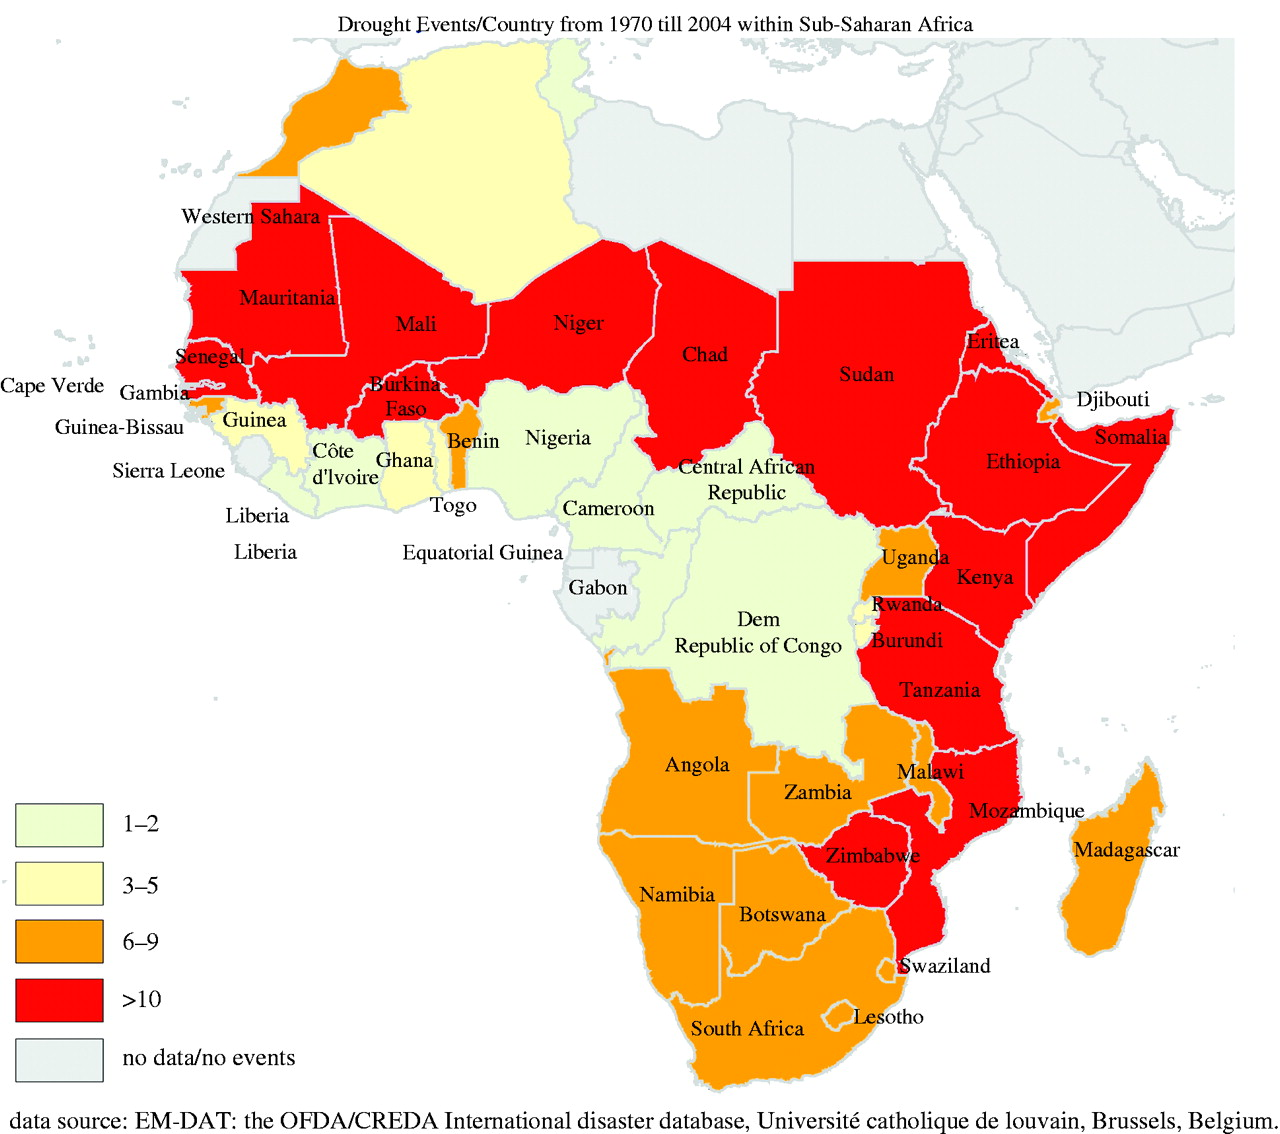 Drought Events/Country from 1970 till 2004 within Sub-Saharan Africa
Western Sahara
Mauritania
Mali
Niger
Chad
Sudan
Eritea
Senegal
Cape Verde
Gambia
Burkina
Faso
Djibouti
Guinea-Bissau
Guinea
Benin
Nigeria
Somalia
Ethiopia
Sierra Leone
Côte
d'Ivoire
Ghana
Central African
Republic
Togo
Cameroon
Liberia
Liberia
Equatorial Guinea
Uganda
Kenya
Gabon
Rwanda
Dem
Republic of Congo
Burundi
Tanzania
Angola
Zambia
Malawi
Mozambique
Madagascar
Zimbabwe
Namibia
Botswana
Swaziland
Lesotho
South Africa
1–2
3–5
6–9
>10
no data/no events
data source: EM-DAT: the OFDA/CREDA International disaster database, Université catholique de louvain, Brussels, Belgium.